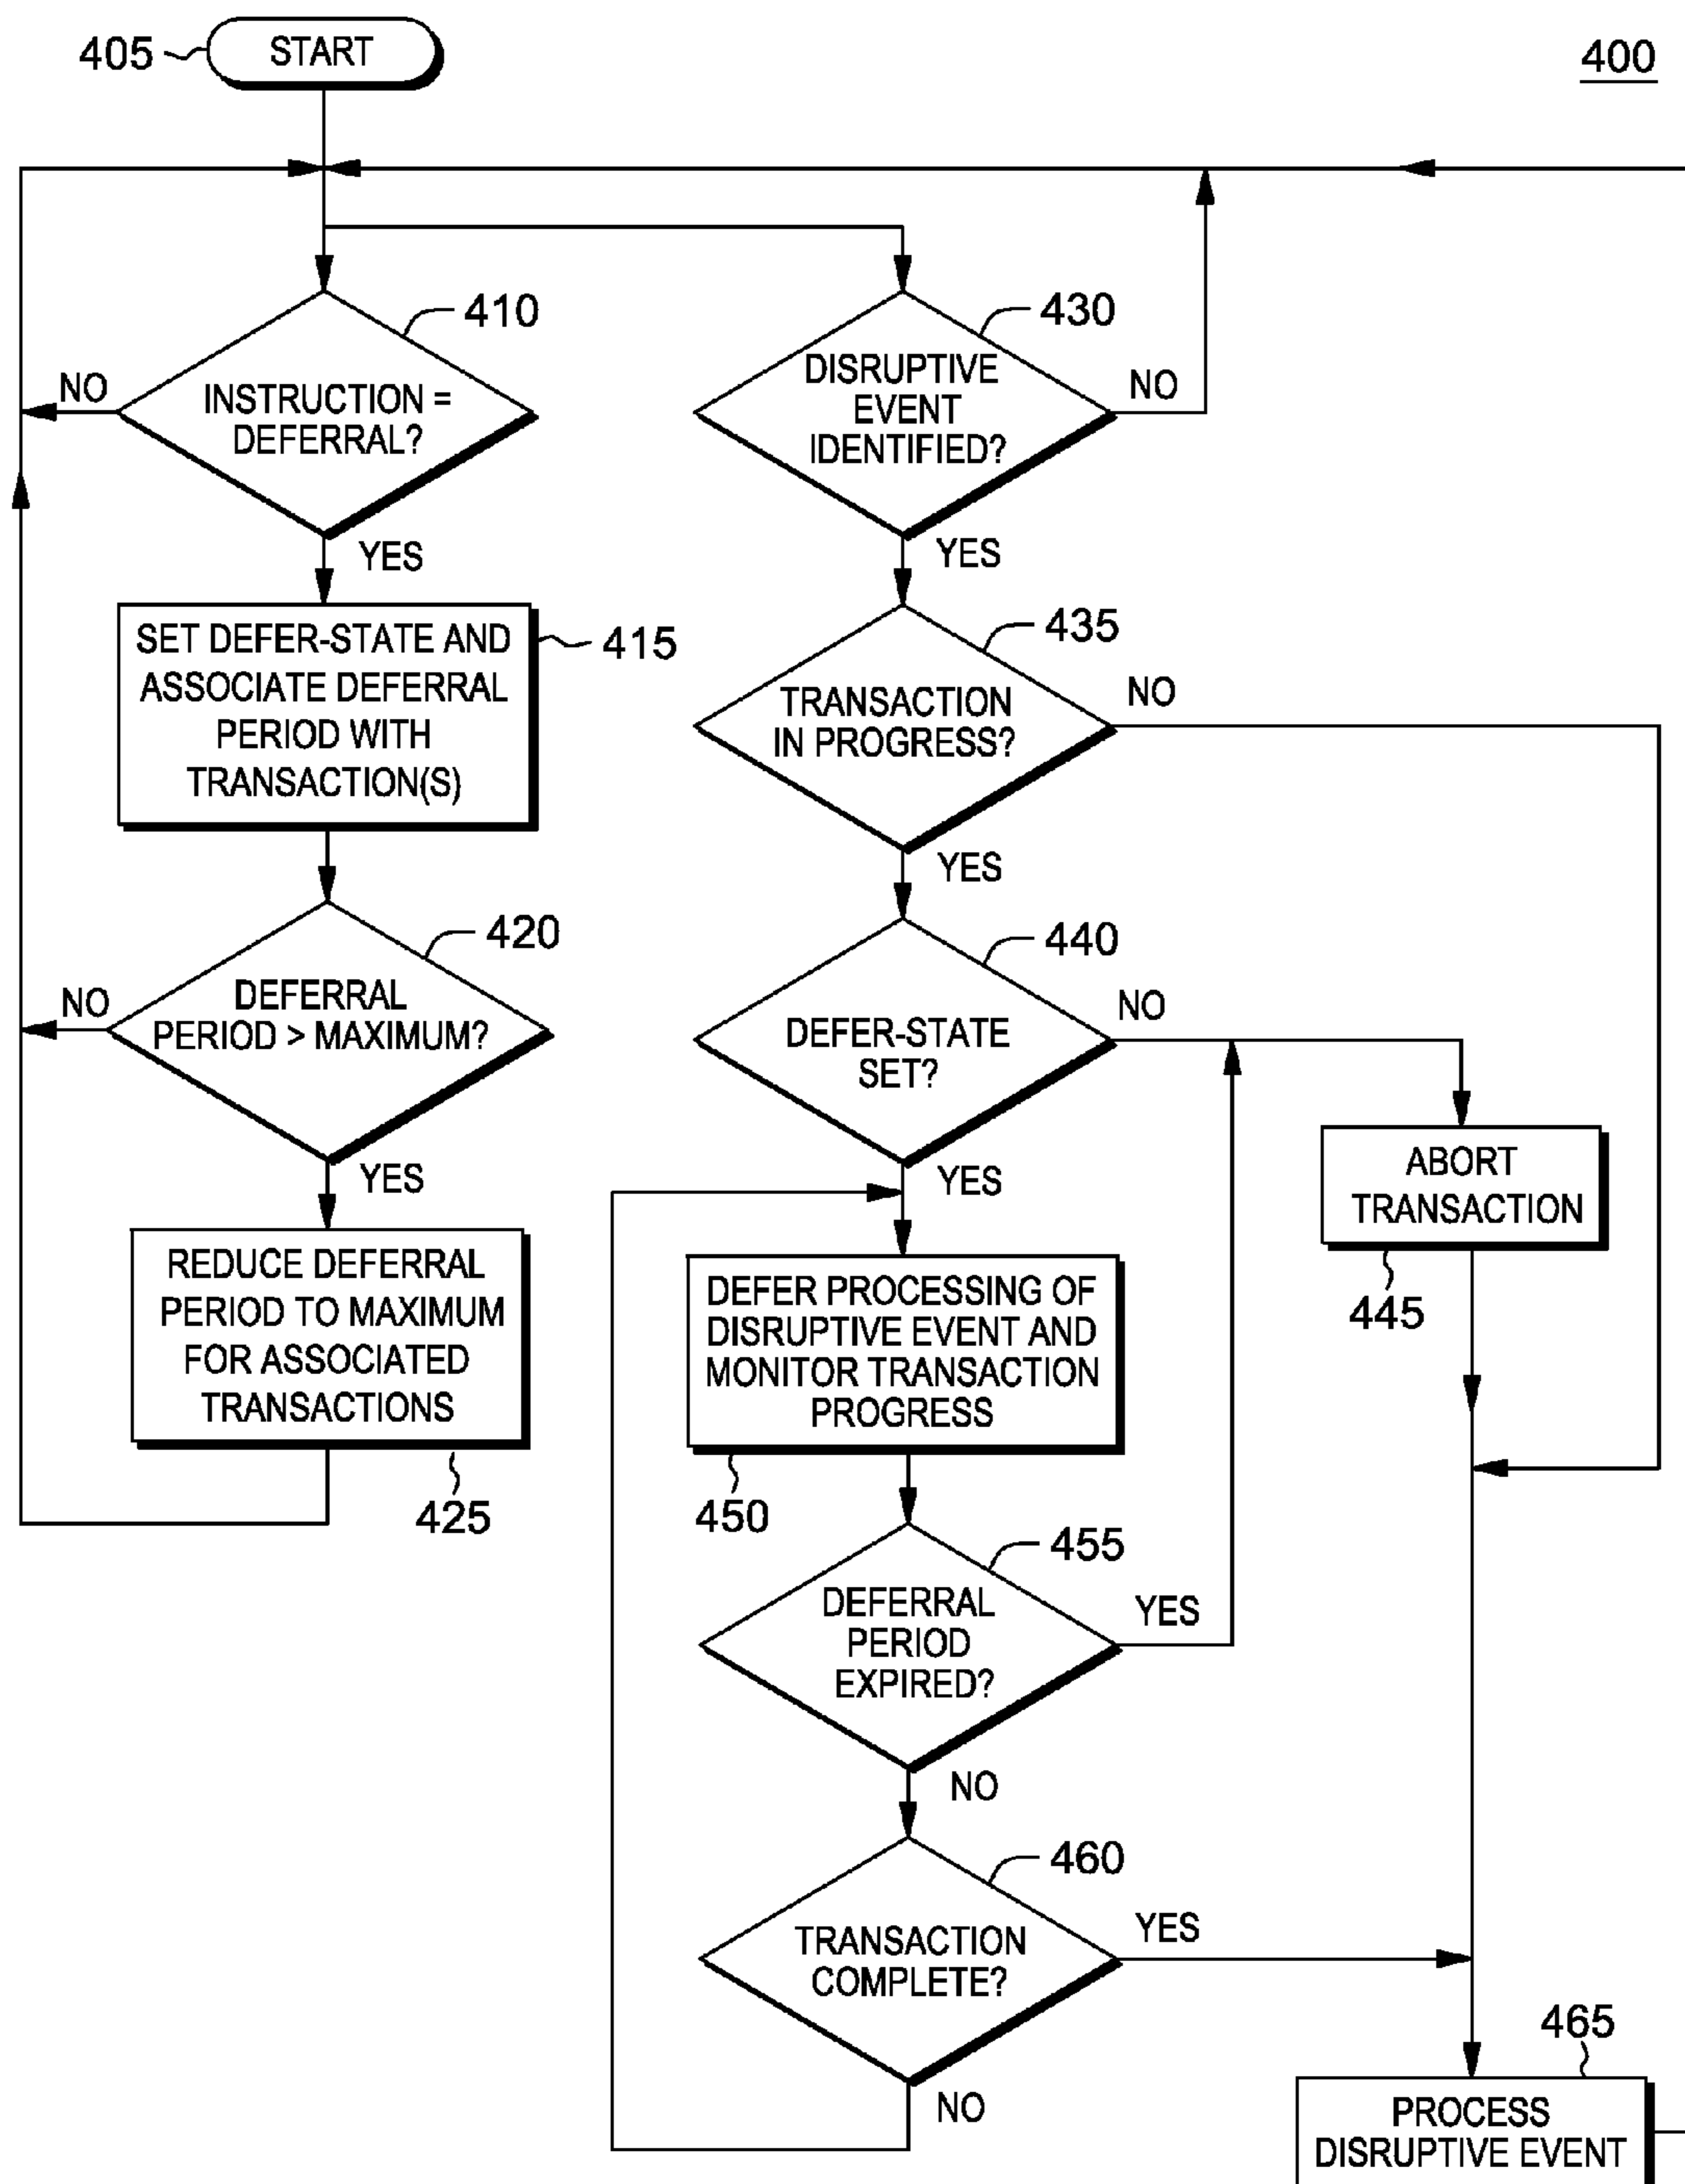 405
START
400
410
NO
INSTRUCTION =
DEFERRAL?
YES
SET DEFER-STATE AND
ASSOCIATE DEFERRAL
PERIOD WITH
TRANSACTION(S)
415
420
NO
DEFERRAL
PERIOD > MAXIMUM?
YES
REDUCE DEFERRAL
PERIOD TO MAXIMUM
FOR ASSOCIATED
TRANSACTIONS
425
430
DISRUPTIVE
EVENT
IDENTIFIED?
NO
YES
435
TRANSACTION
IN PROGRESS?
NO
YES
440
DEFER-STATE
SET?
NO
YES
ABORT
TRANSACTION
445
DEFER PROCESSING OF
DISRUPTIVE EVENT AND
MONITOR TRANSACTION
PROGRESS
450
455
DEFERRAL
PERIOD
EXPIRED?
YES
NO
460
TRANSACTION
COMPLETE?
YES
NO
465
PROCESS
DISRUPTIVE EVENT